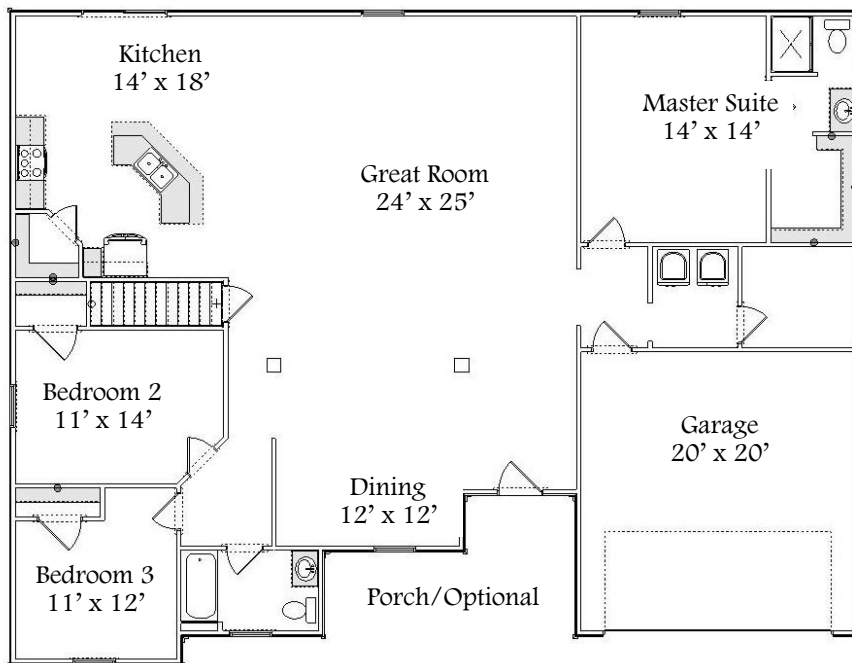 Kitchen
14’ x 18’
Master Suite
14’ x 14’
Great Room
24’ x 25’
Bedroom 2
11’ x 14’
Garage
20’ x 20’
Dining
12’ x 12’
Bedroom 3
11’ x 12’
Porch/Optional